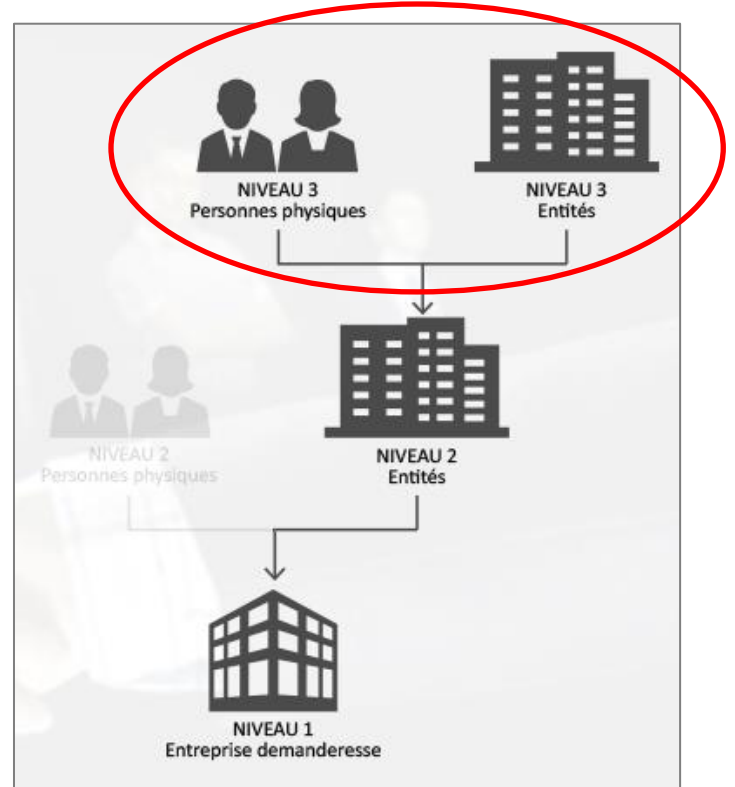 NIVEAU 3
Personnes physiques
NIVEAU 3
Entités
NIVEAU 2
Personnes physiques
NIVEAU 2
Entités
NIVEAU 1
Entreprise demanderesse